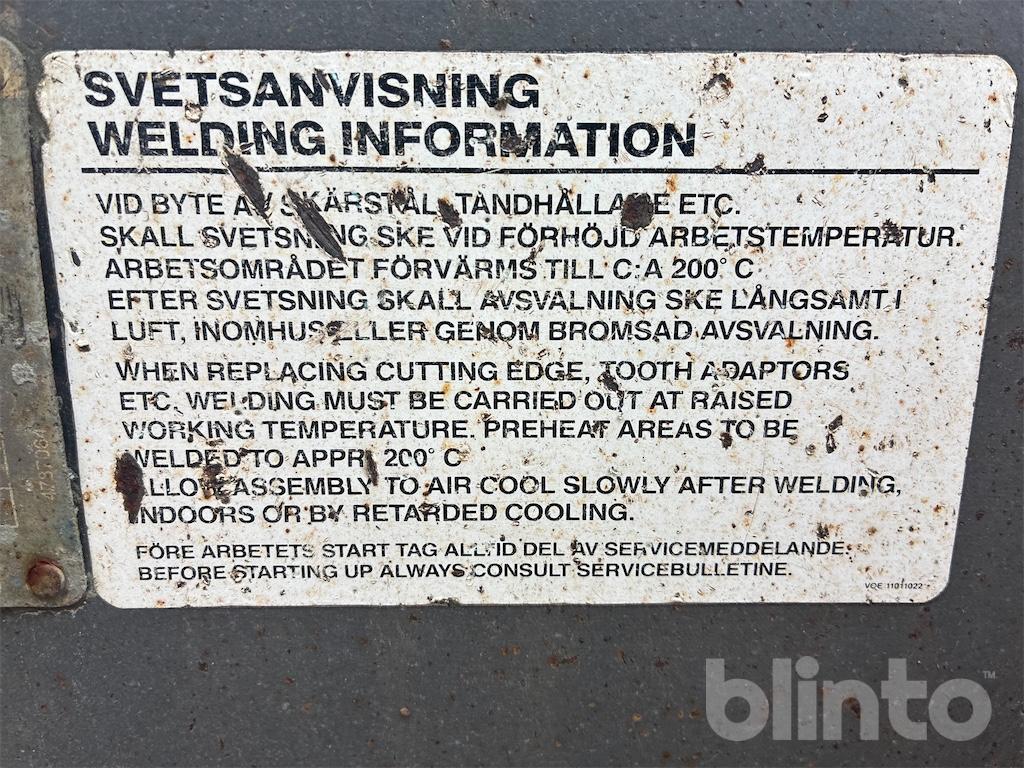 SVETSANVISNING
WELDING INFORMATION
VID BYTE AV SKÄRSTÅL, TANDHÅLLARE ETC.
SKALL SVETSNING SKE VID FÖRHÖJD ARBETSTEMPERATUR.
ARBETSOMRÅDET FÖRVÄRMS TILL C:A 200° C
EFTER SVETSNING SKALL AVSVALNING SKE LÅNGSAMT I
LUFT, INOMHUS ELLER GENOM BROMSAD AVSVALNING.
WHEN REPLACING CUTTING EDGE, TOOTH ADAPTORS
ETC. WELDING MUST BE CARRIED OUT AT RAISED
WORKING TEMPERATURE. PREHEAT AREAS TO BE
WELDED TO APPR. 200° C
ALLOW ASSEMBLY TO AIR COOL SLOWLY AFTER WELDING,
INDOORS OR BY RETARDED COOLING.
FÖRE ARBETETS START TAG ALLTID DEL AV SERVICEMEDDELANDE.
BEFORE STARTING UP ALWAYS CONSULT SERVICEBULLETINE.
VOE 11011022
blinto™